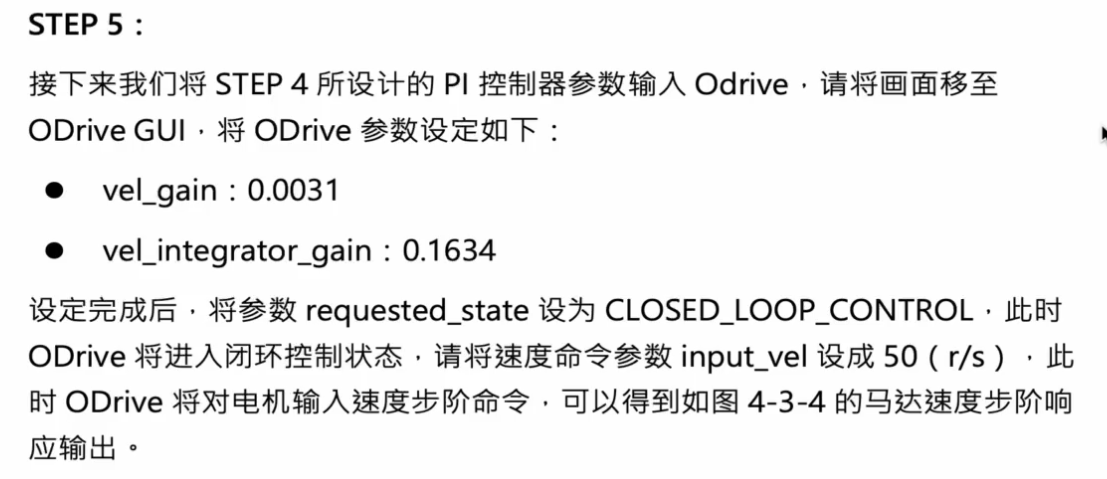 STEP 5：
接下来我们将 STEP 4 所设计的 PI 控制器参数输入 Odrive，请将画面移至
ODrive GUI，将 ODrive 参数设定如下：
● vel_gain：0.0031
● vel_integrator_gain：0.1634
设定完成后，将参数 requested_state 设为 CLOSED_LOOP_CONTROL，此时
ODrive 将进入闭环控制状态，请将速度命令参数 input_vel 设成 50（r/s），此
时 ODrive 将对电机输入速度步阶命令，可以得到如图 4-3-4 的马达速度步阶响
应输出。